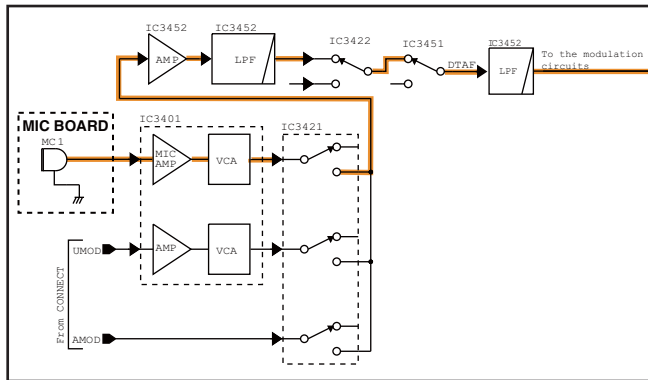 IC3452
IC3452
IC3422
IC3451
IC3452
AMP
LPF
DTAF
LPF
To the modulation
circuits
MIC BOARD
MC1
IC3401
MIC
AMP
VCA
IC3421
From CONNECT
UMOD
AMP
VCA
AMOD